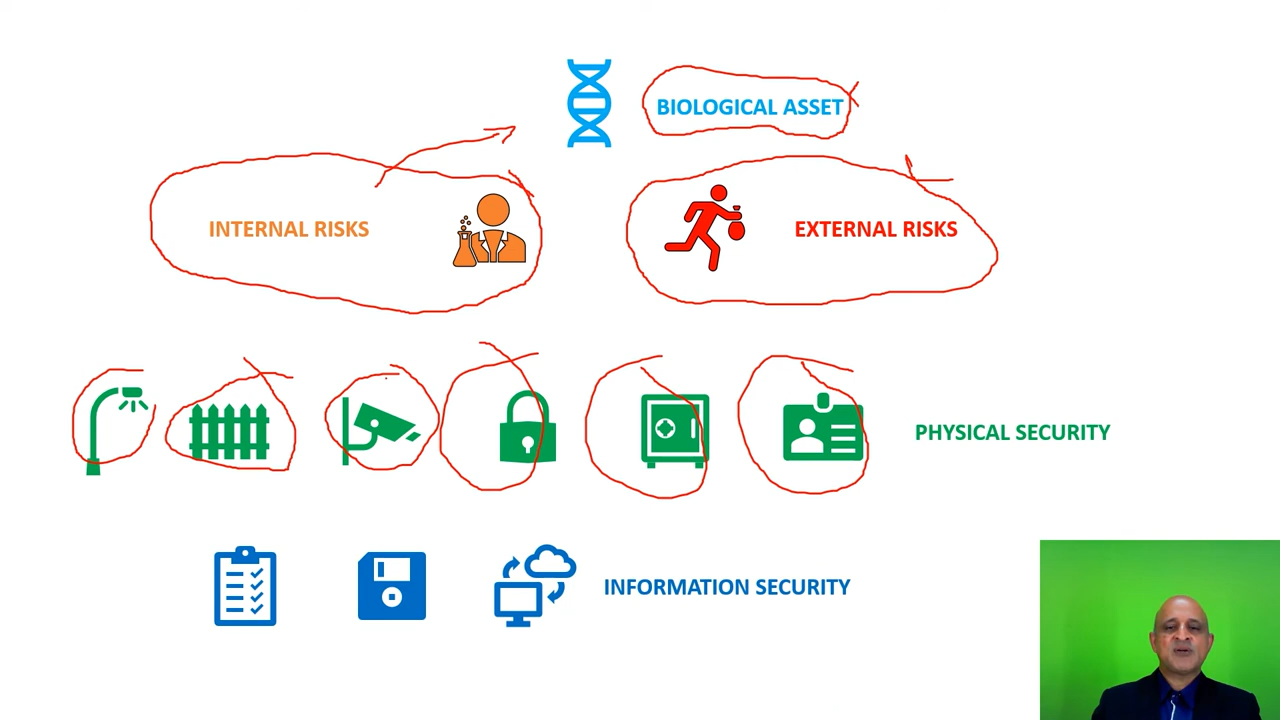 BIOLOGICAL ASSET
INTERNAL RISKS
EXTERNAL RISKS
PHYSICAL SECURITY
INFORMATION SECURITY